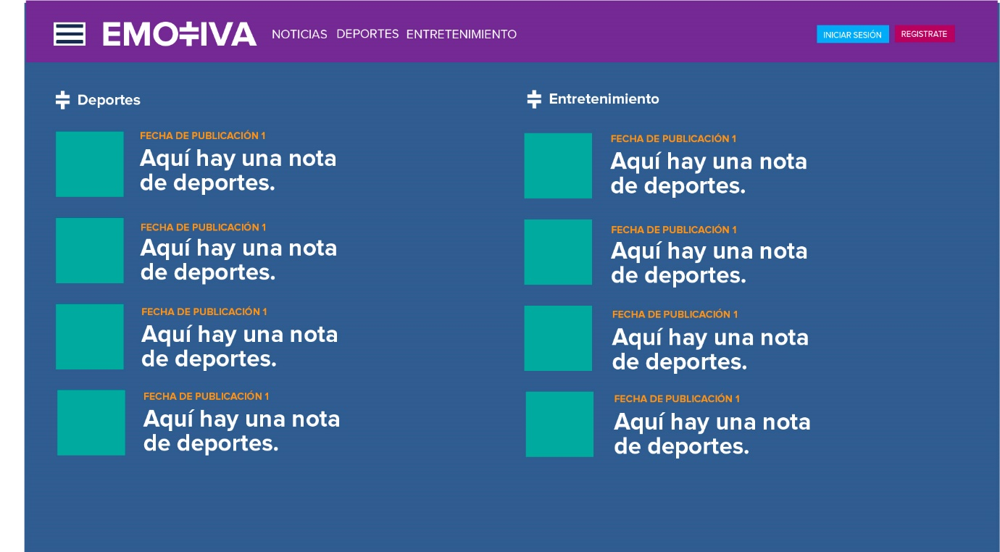 EMOTIVA
NOTICIAS DEPORTES ENTRETENIMIENTO
INICIAR SESIÓN
REGISTRATE
Deportes
FECHA DE PUBLICACIÓN 1
Aquí hay una nota
de deportes.
FECHA DE PUBLICACIÓN 1
Aquí hay una nota
de deportes.
FECHA DE PUBLICACIÓN 1
Aquí hay una nota
de deportes.
FECHA DE PUBLICACIÓN 1
Aquí hay una nota
de deportes.
Entretenimiento
FECHA DE PUBLICACIÓN 1
Aquí hay una nota
de deportes.
FECHA DE PUBLICACIÓN 1
Aquí hay una nota
de deportes.
FECHA DE PUBLICACIÓN 1
Aquí hay una nota
de deportes.
FECHA DE PUBLICACIÓN 1
Aquí hay una nota
de deportes.